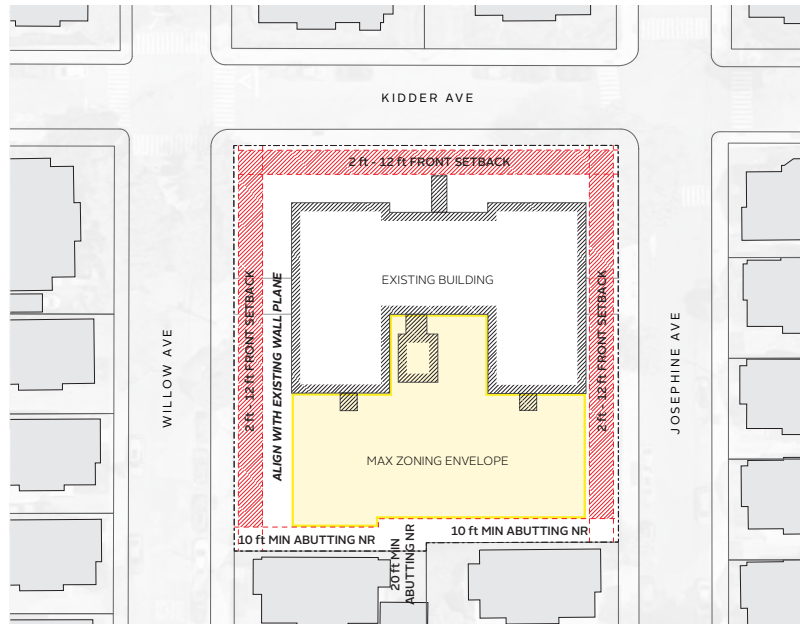 KIDDER AVE
2 ft - 12 ft FRONT SETBACK
EXISTING BUILDING
WILLOW AVE
2 ft - 12 ft FRONT SETBACK
ALIGN WITH EXISTING WALL PLANE
2 ft - 12 ft FRONT SETBACK
JOSEPHINE AVE
MAX ZONING ENVELOPE
10 ft MIN ABUTTING NR
20 ft MIN
ABUTTING NR
10 ft MIN ABUTTING NR